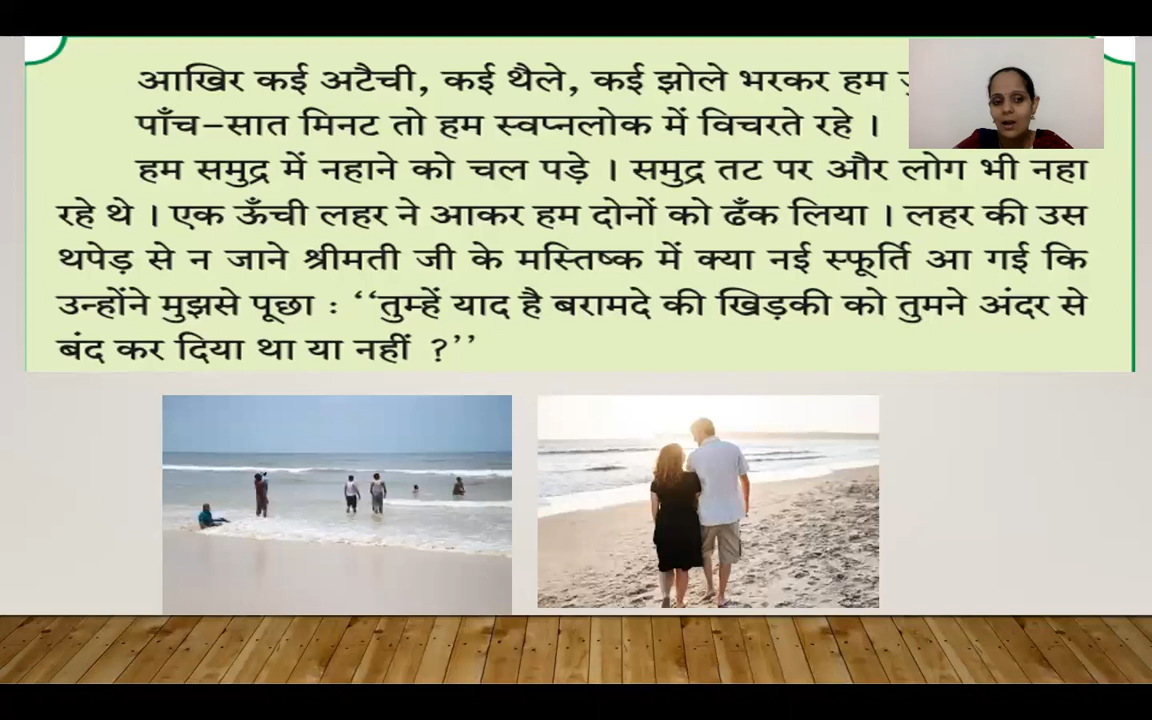 आखिर कई अटैची, कई थैले, कई झोले भरकर हम
पाँच-सात मिनट तो हम स्वप्नलोक में विचरते रहे ।
हम समुद्र में नहाने को चल पड़े । समुद्र तट पर और लोग भी नहा
रहे थे । एक ऊँची लहर ने आकर हम दोनों को ढँक लिया । लहर की उस
थपेड़ से न जाने श्रीमती जी के मस्तिष्क में क्या नई स्फूर्ति आ गई कि
उन्होंने मुझसे पूछा : ‘‘तुम्हें याद है बरामदे की खिड़की को तुमने अंदर से
बंद कर दिया था या नहीं ?’’